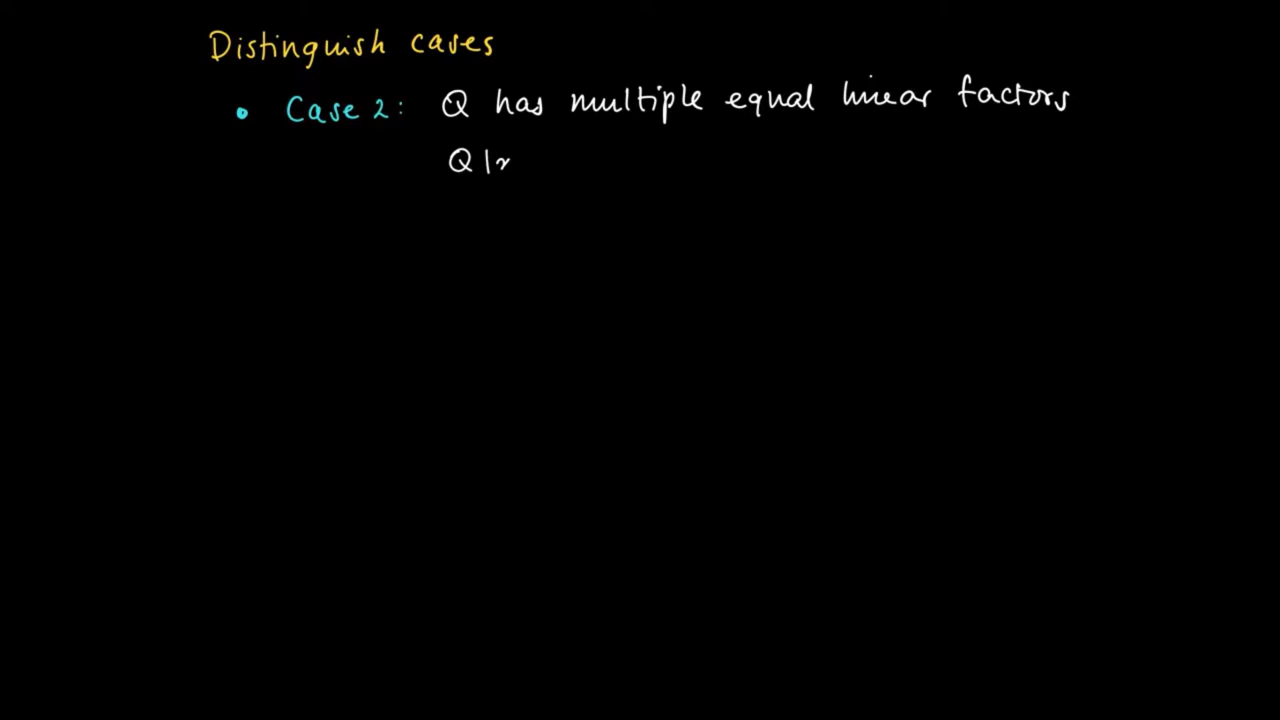 Distinguish cases
• Case 2: Q has multiple equal linear factors
Q